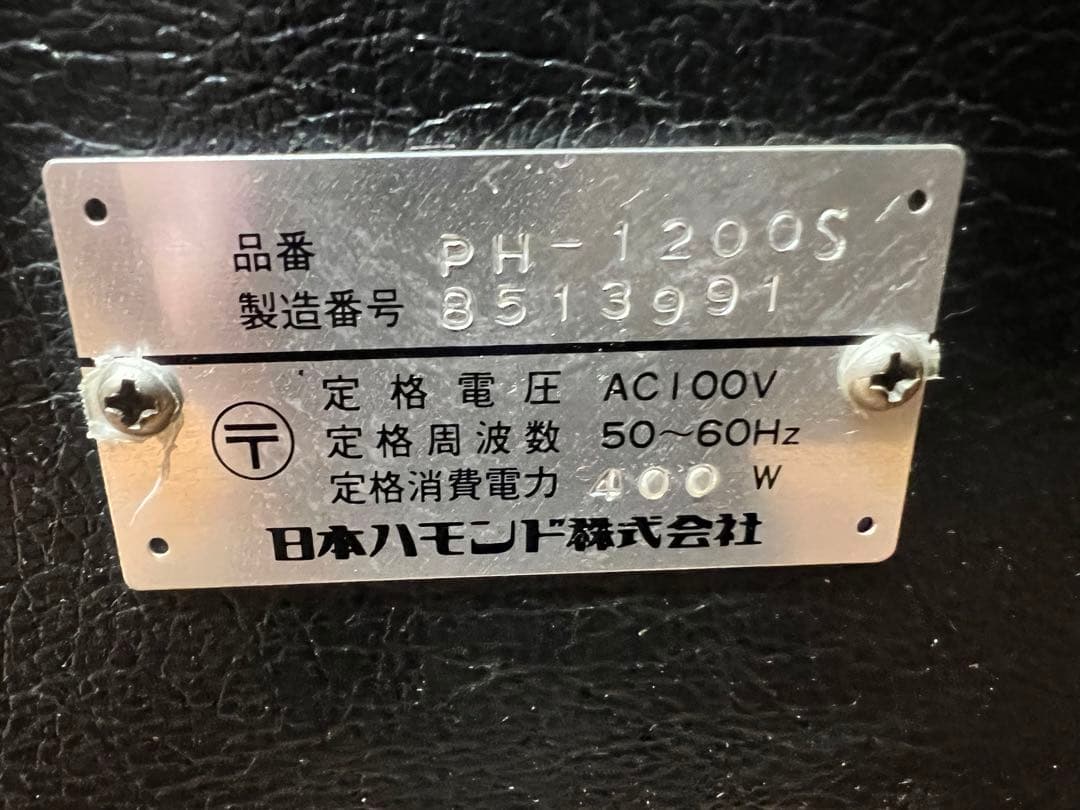 品番 PH-1200S
製造番号 8513991
定格電圧 AC100V
〒 定格周波数 50～60Hz
定格消費電力 400 W
日本ハモンド株式会社